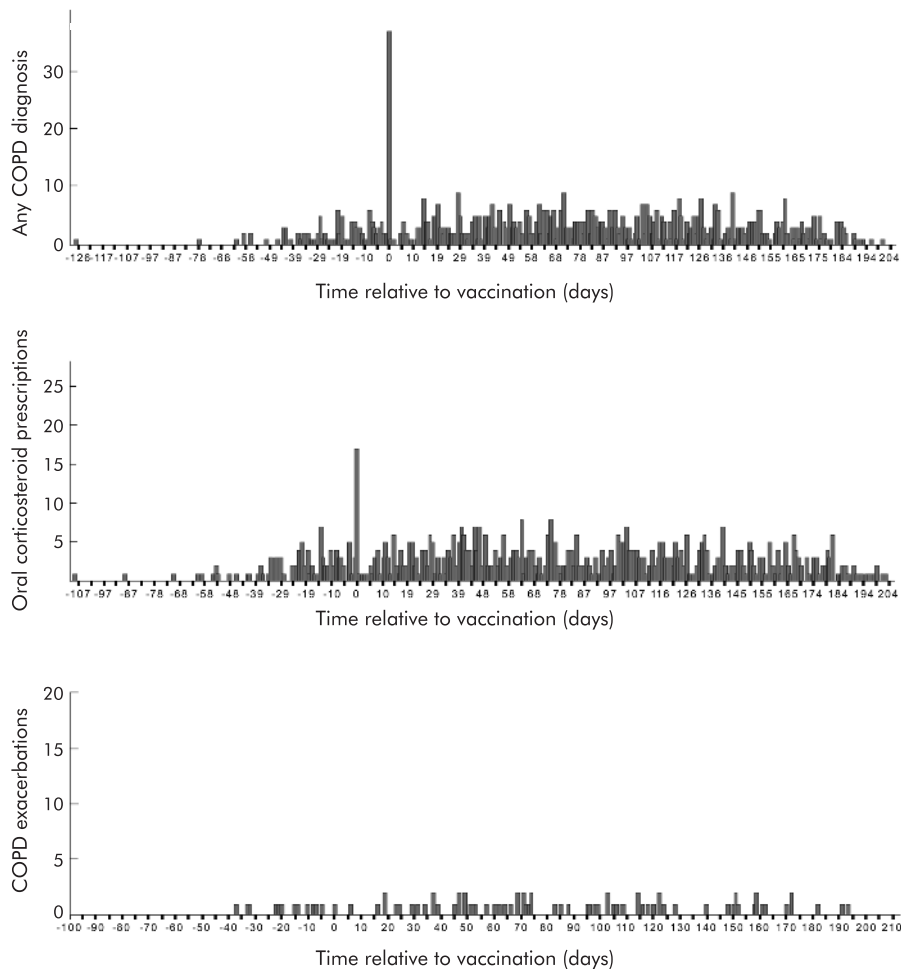 Any COPD diagnosis
30
20
10
0
-126 -117 -107 -97 -87 -76 -66 -56 -49 -39 -29 -19 -10 0 10 19 29 39 49 58 68 78 87 97 107 117 126 136 146 155 165 175 184 194 204
Time relative to vaccination (days)
Oral corticosteroid prescriptions
25
20
15
10
5
-107 -97 -87 -78 -68 -58 -49 -39 -29 -19 -10 0 10 19 29 39 48 58 68 78 87 97 107 116 126 136 145 155 165 175 184 194 204
Time relative to vaccination (days)
COPD exacerbations
20
15
10
5
0
-100 -90 -80 -70 -60 -50 -40 -30 -20 -10 0 10 20 30 40 50 60 70 80 90 100 110 120 130 140 150 160 170 180 190 200 210
Time relative to vaccination (days)